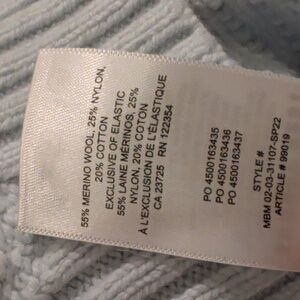 55% MERINO WOOL, 25% NYLON,
20% COTTON
EXCLUSIVE OF ELASTIC
55% LAINE MERINOS, 25%
NYLON, 20% COTON
À L'EXCLUSION DE L'ÉLASTIQUE
CA 23725 RN 122354
PO 4500163435
PO 4500163436
PO 4500163437
STYLE #
MBM 02-03-31107-SP22
ARTICLE # 99019